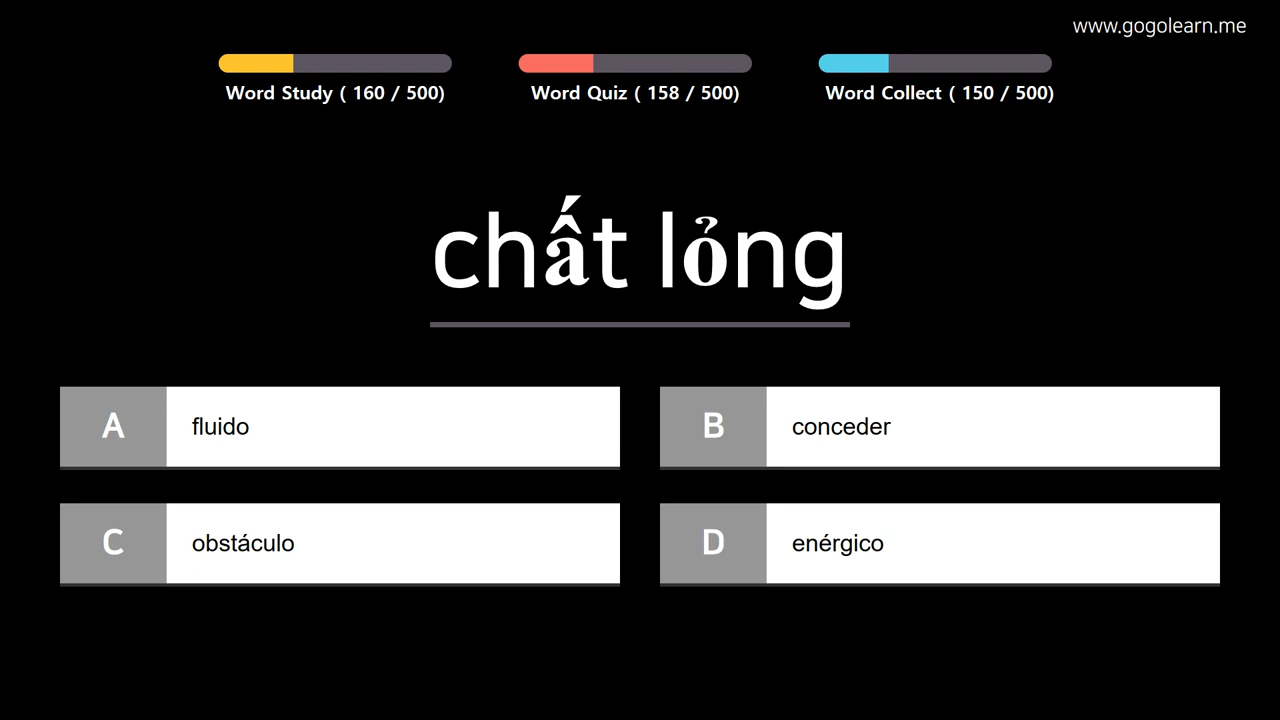 www.gogolearn.me
Word Study ( 160 / 500)
Word Quiz ( 158 / 500)
Word Collect ( 150 / 500)
chất lỏng
A fluido
B conceder
C obstáculo
D enérgico